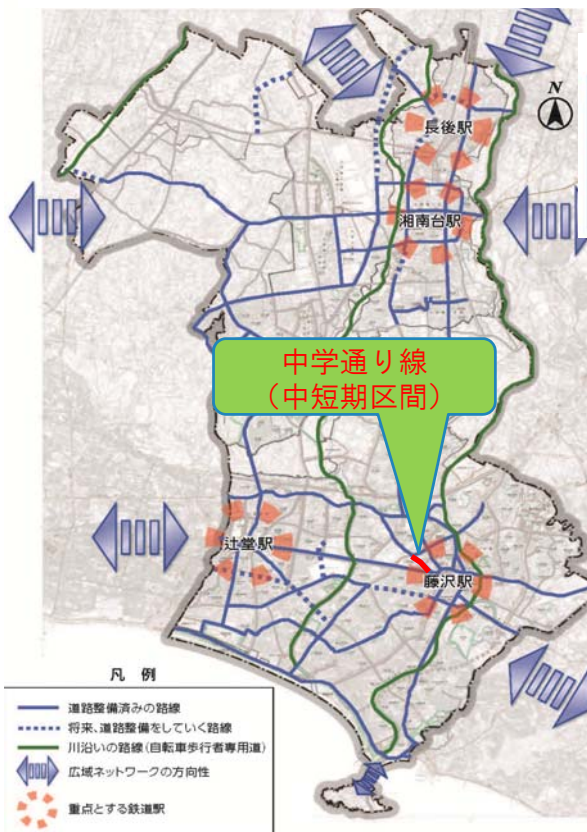 N
長後駅
湘南台駅
中学通り線
（中短期区間）
辻堂駅
藤沢駅
凡 例
道路整備済みの路線
将来、道路整備をしていく路線
川沿いの路線(自転車歩行者専用道)
広域ネットワークの方向性
重点とする鉄道駅